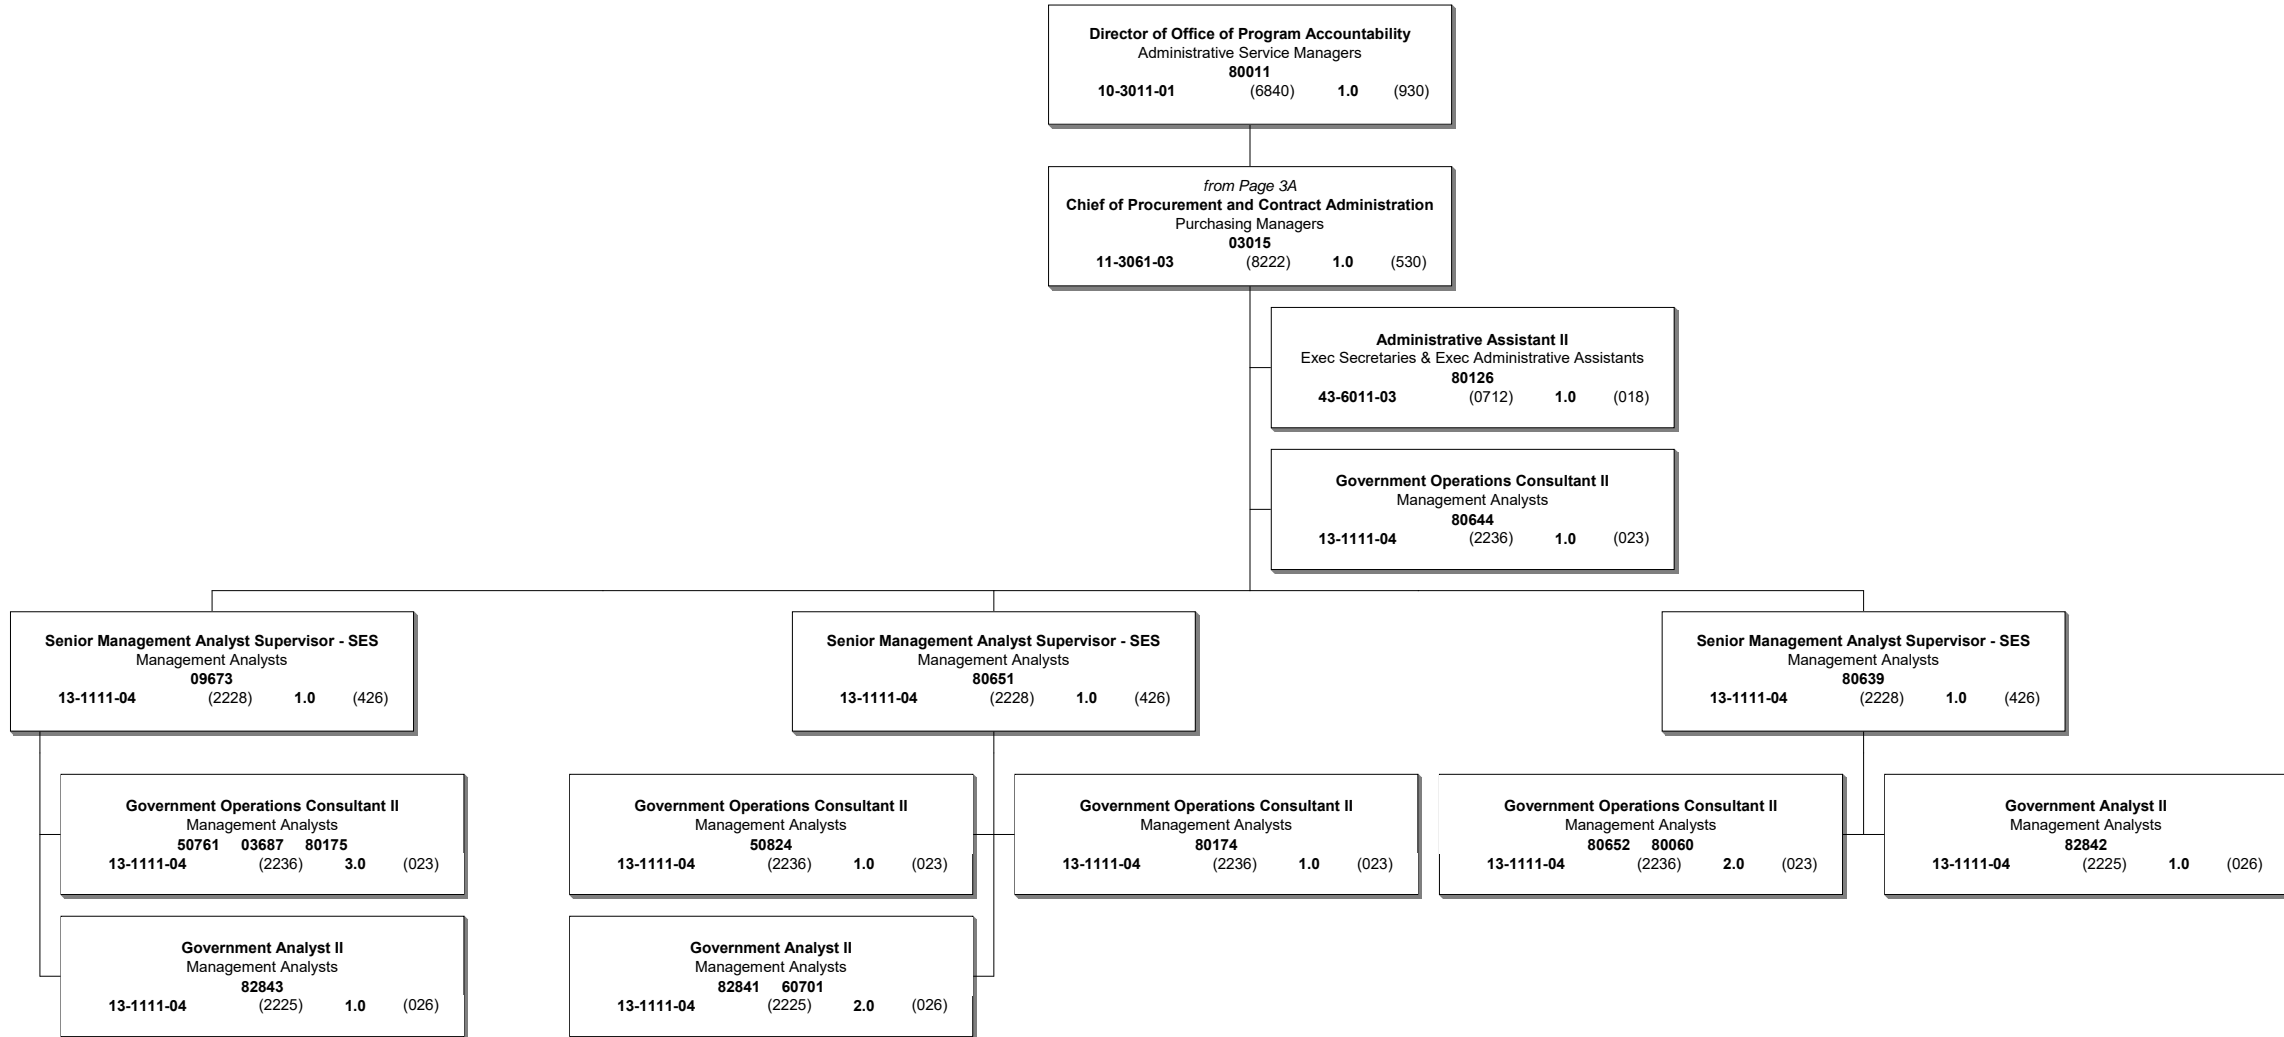 Director of Office of Program Accountability
Administrative Service Managers
80011
10-3011-01 (6840) 1.0 (930)
from Page 3A
Chief of Procurement and Contract Administration
Purchasing Managers
03015
11-3061-03 (8222) 1.0 (530)
Administrative Assistant II
Exec Secretaries & Exec Administrative Assistants
80126
43-6011-03 (0712) 1.0 (018)
Government Operations Consultant II
Management Analysts
80644
13-1111-04 (2236) 1.0 (023)
Senior Management Analyst Supervisor - SES
Management Analysts
09673
13-1111-04 (2228) 1.0 (426)
Senior Management Analyst Supervisor - SES
Management Analysts
80651
13-1111-04 (2228) 1.0 (426)
Senior Management Analyst Supervisor - SES
Management Analysts
80639
13-1111-04 (2228) 1.0 (426)
Government Operations Consultant II
Management Analysts
50761 03687 80175
13-1111-04 (2236) 3.0 (023)
Government Operations Consultant II
Management Analysts
50824
13-1111-04 (2236) 1.0 (023)
Government Operations Consultant II
Management Analysts
80174
13-1111-04 (2236) 1.0 (023)
Government Operations Consultant II
Management Analysts
80652 80060
13-1111-04 (2236) 2.0 (023)
Government Analyst II
Management Analysts
82842
13-1111-04 (2225) 1.0 (026)
Government Analyst II
Management Analysts
82843
13-1111-04 (2225) 1.0 (026)
Government Analyst II
Management Analysts
82841 60701
13-1111-04 (2225) 2.0 (026)